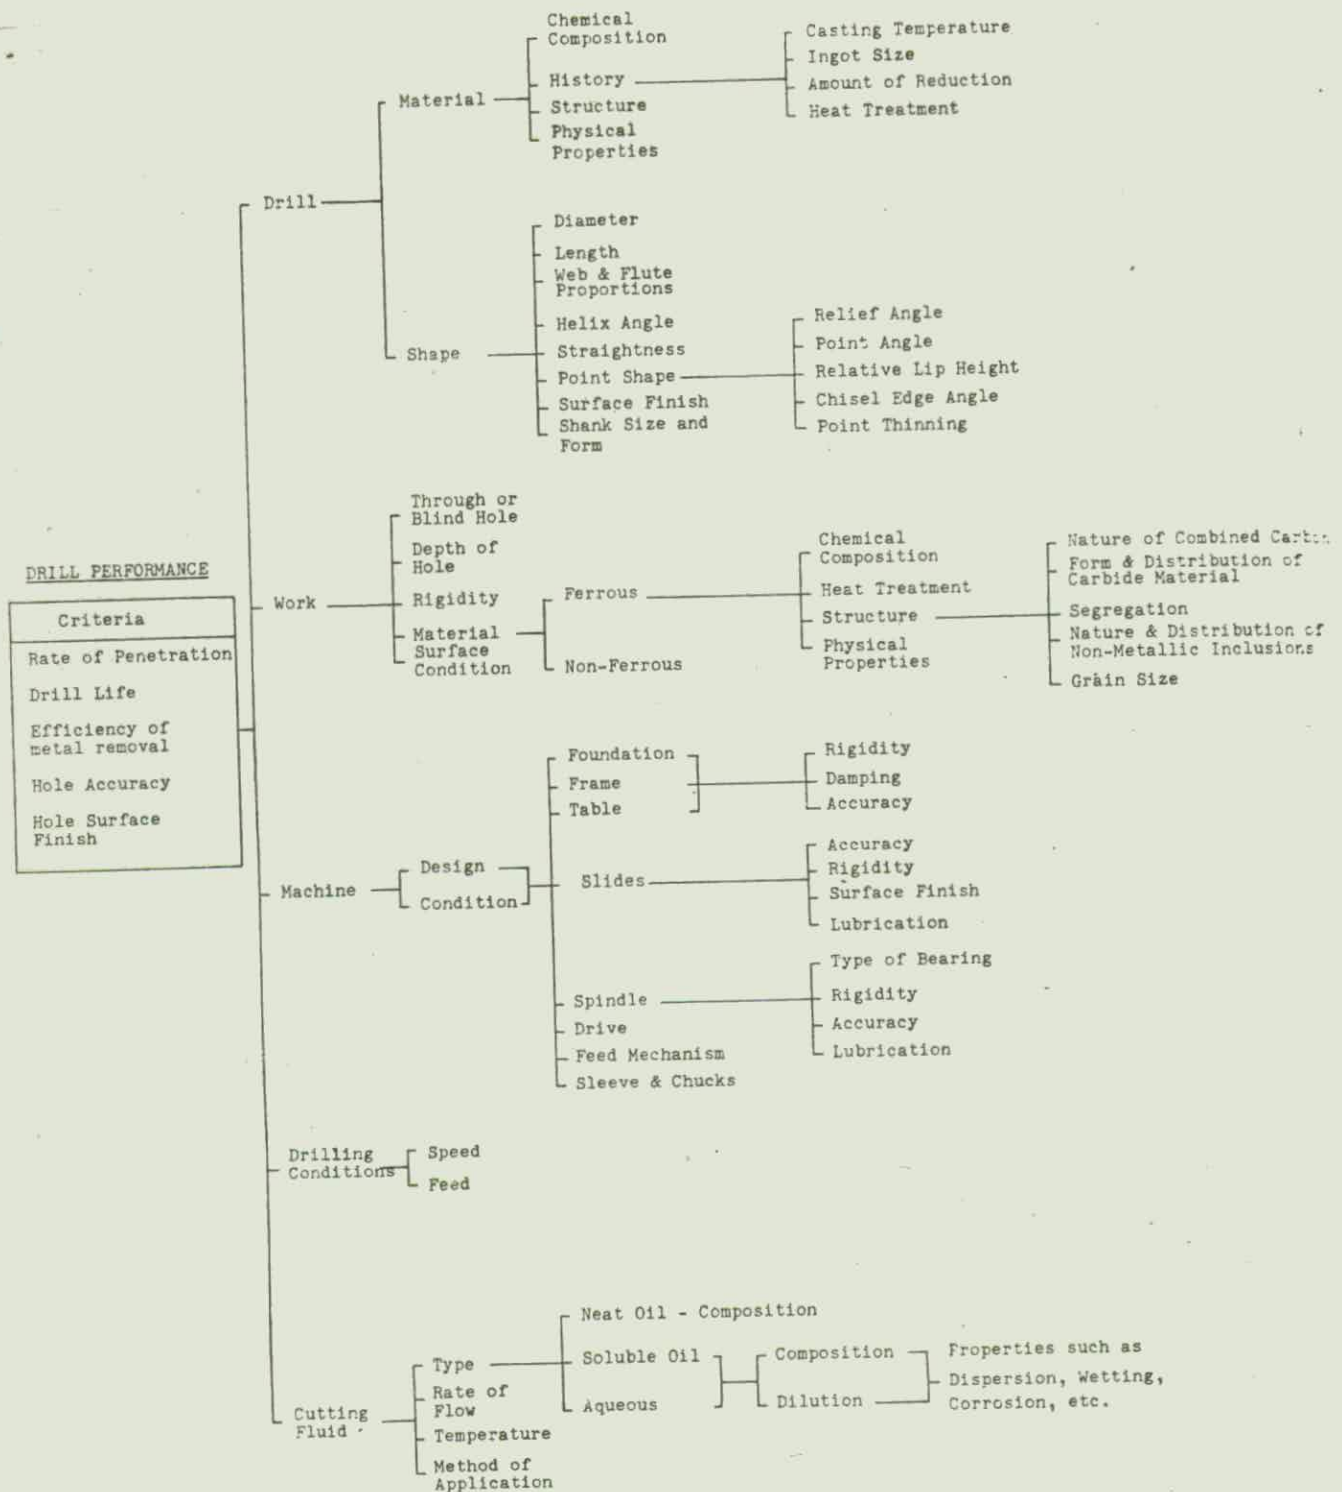 DRILL PERFORMANCE
Criteria
Rate of Penetration
Drill Life
Efficiency of
metal removal
Hole Accuracy
Hole Surface
Finish
Drill
Material
Chemical
Composition
History
Structure
Physical
Properties
Casting Temperature
Ingot Size
Amount of Reduction
Heat Treatment
Shape
Diameter
Length
Web & Flute
Proportions
Helix Angle
Straightness
Point Shape
Surface Finish
Shank Size and
Form
Relief Angle
Point Angle
Relative Lip Height
Chisel Edge Angle
Point Thinning
Work
Through or
Blind Hole
Depth of
Hole
Rigidity
Material
Surface
Condition
Ferrous
Non-Ferrous
Chemical
Composition
Heat Treatment
Structure
Physical
Properties
Nature of Combined Carbon
Form & Distribution of
Carbide Material
Segregation
Nature & Distribution of
Non-Metallic Inclusions
Grain Size
Machine
Design
Condition
Foundation
Frame
Table
Rigidity
Damping
Accuracy
Slides
Accuracy
Rigidity
Surface Finish
Lubrication
Spindle
Drive
Feed Mechanism
Sleeve & Chucks
Type of Bearing
Rigidity
Accuracy
Lubrication
Drilling
Conditions
Speed
Feed
Cutting
Fluid
Type
Rate of
Flow
Temperature
Method of
Application
Neat Oil - Composition
Soluble Oil
Aqueous
Composition
Dilution
Properties such as
Dispersion, Wetting,
Corrosion, etc.